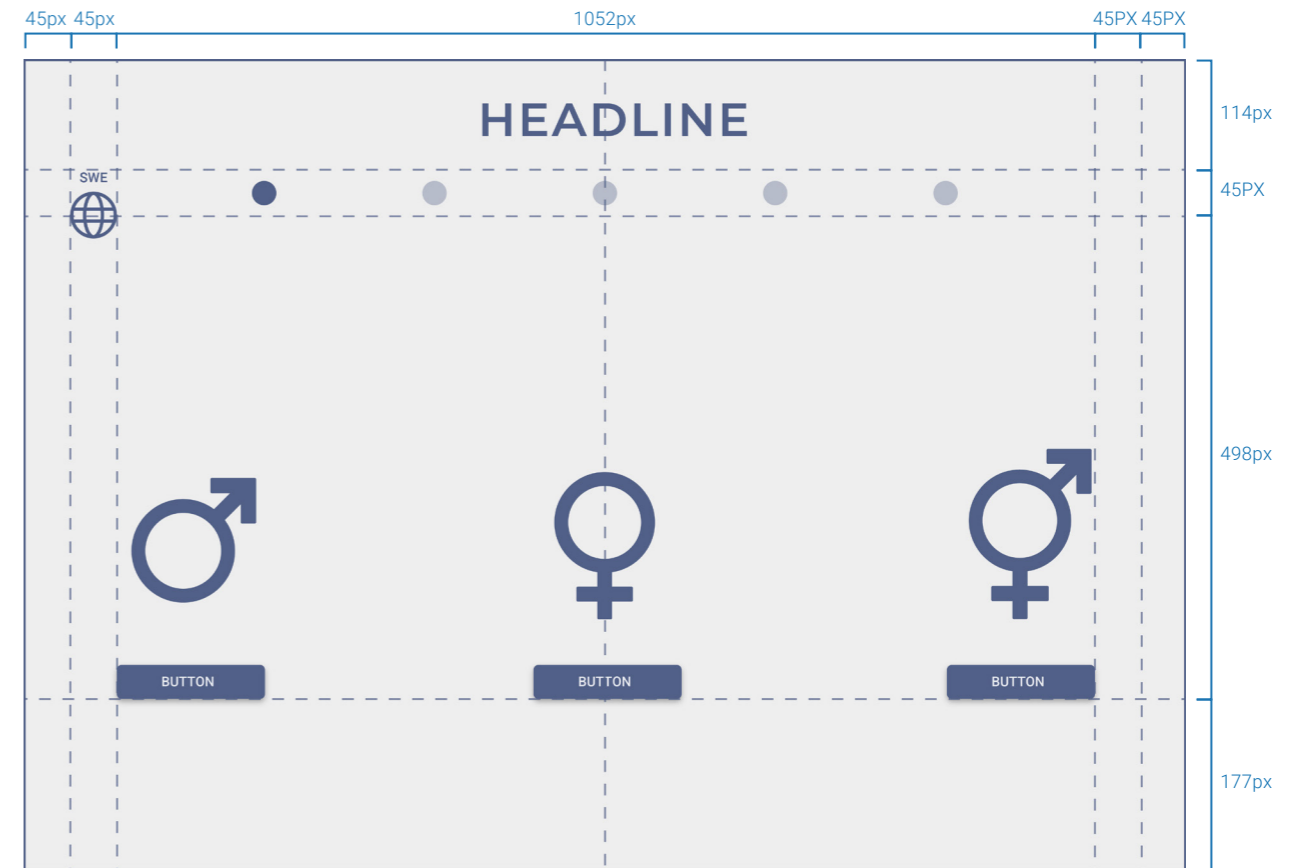 45px 45px 1052px 45PX 45PX
HEADLINE
114px
SWE
45PX
498px
BUTTON BUTTON BUTTON
177px